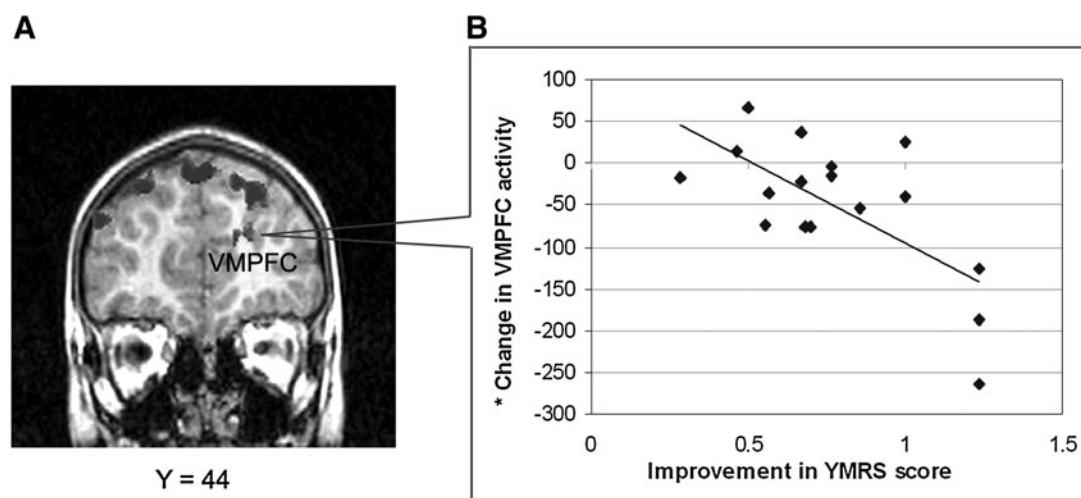 A
VMPFC
Y = 44
B
* Change in VMPFC activity
100
50
0
-50
-100
-150
-200
-250
-300
0
0.5
1
1.5
Improvement in YMRS score